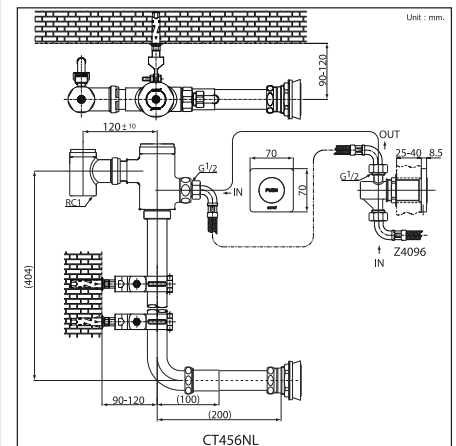 Unit : mm.
90-120
120±10
OUT
G1/2
70
25-40
8.5
G1/2
IN
PUSH
70
RC1
Z4096
IN
(404)
90-120
(100)
(200)
CT456NL